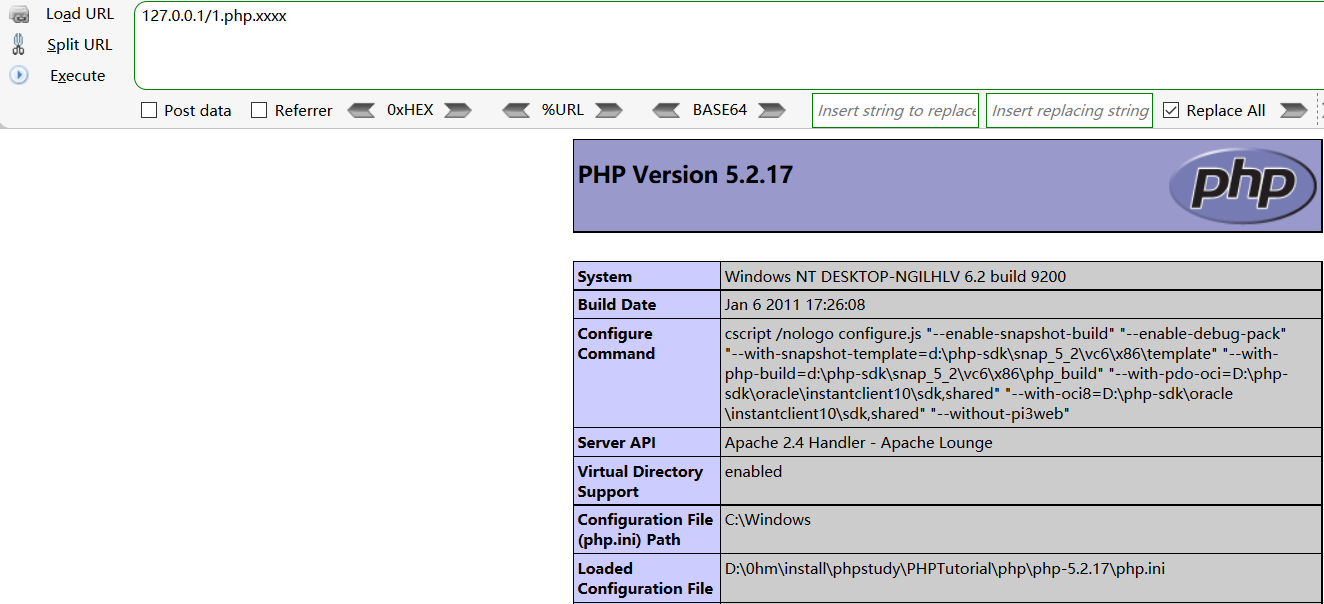 Load URL
127.0.0.1/1.php.xxxx
Split URL
Execute
Post data Referrer 0xHEX %URL BASE64 Insert string to replace Insert replacing string Replace All
PHP Version 5.2.17
php
System Windows NT DESKTOP-NGILHLV 6.2 build 9200
Build Date Jan 6 2011 17:26:08
Configure
Command
cscript /nologo configure.js "--enable-snapshot-build" "--enable-debug-pack"
"--with-snapshot-template=d:\php-sdk\snap_5_2\vc6\x86\template" "--with-
php-build=d:\php-sdk\snap_5_2\vc6\x86\php_build" "--with-pdo-oci=D:\php-
sdk\oracle\instantclient10\sdk,shared" "--with-oci8=D:\php-sdk\oracle
\instantclient10\sdk,shared" "--without-pi3web"
Server API Apache 2.4 Handler - Apache Lounge
Virtual Directory
Support
enabled
Configuration File
(php.ini) Path
C:\Windows
Loaded
Configuration File
D:\0hm\install\phpstudy\PHPTutorial\php\php-5.2.17\php.ini